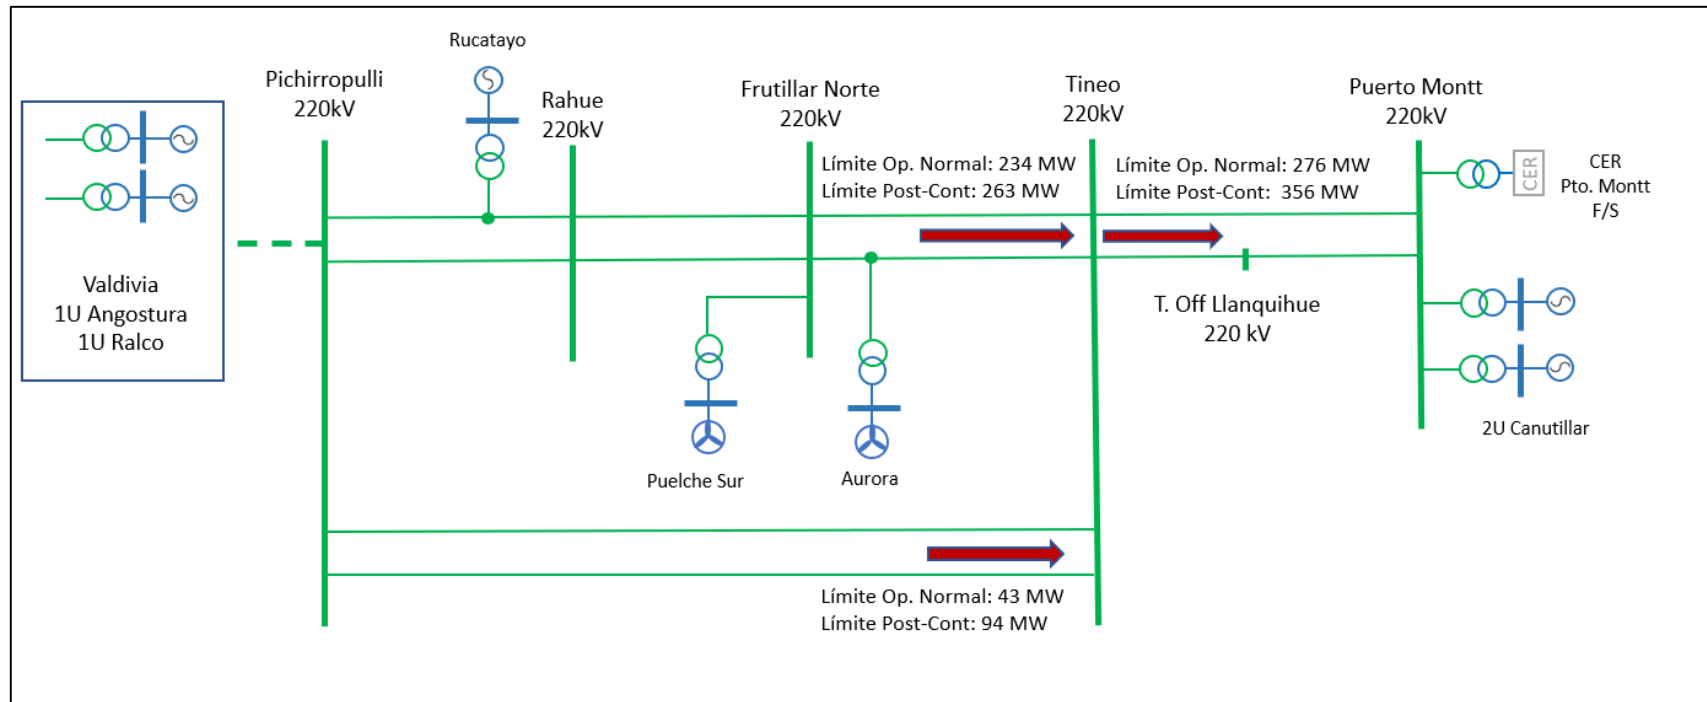 Rucatayo
Pichirropulli
220kV
Rahue
220kV
Frutillar Norte
220kV
Tineo
220kV
Puerto Montt
220kV
Límite Op. Normal: 234 MW
Límite Post-Cont: 263 MW
Límite Op. Normal: 276 MW
Límite Post-Cont:  356 MW
CER
CER
Pto. Montt
F/S
Valdivia
1U Angostura
1U Ralco
T. Off Llanquihue
220 kV
2U Canutillar
Puelche Sur
Aurora
Límite Op. Normal: 43 MW
Límite Post-Cont: 94 MW